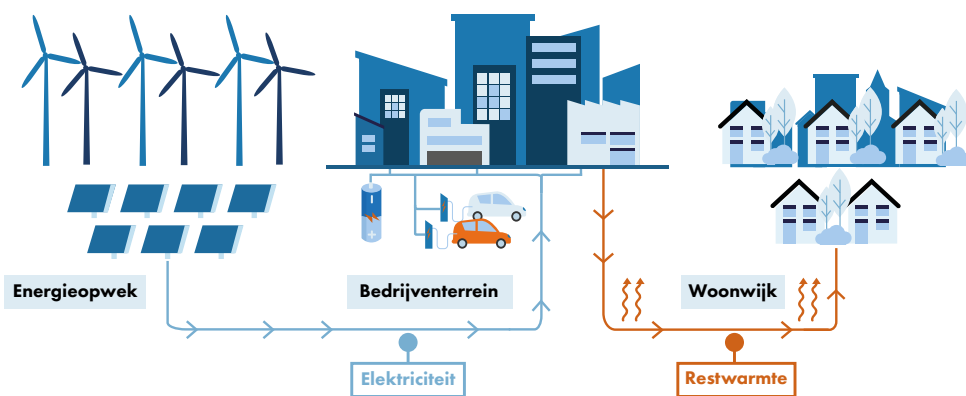 Energieopwek
Bedrijventerrein
Woonwijk
Elektriciteit
Restwarmte